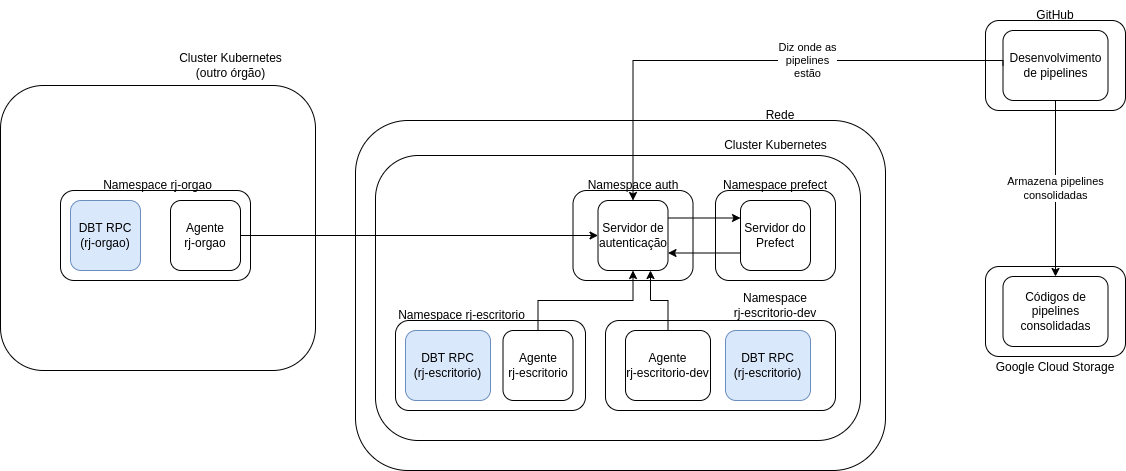 GitHub
Desenvolvimento
de pipelines
Diz onde as
pipelines
estão
Cluster Kubernetes
(outro órgão)
Rede
Cluster Kubernetes
Armazena pipelines
consolidadas
Namespace rj-orgao
DBT RPC
(rj-orgao)
Agente
rj-orgao
Namespace auth
Servidor de
autenticação
Namespace prefect
Servidor do
Prefect
Namespace rj-escritorio
DBT RPC
(rj-escritorio)
Agente
rj-escritorio
Namespace
rj-escritorio-dev
Agente
rj-escritorio-dev
DBT RPC
(rj-escritorio)
Códigos de
pipelines
consolidadas
Google Cloud Storage